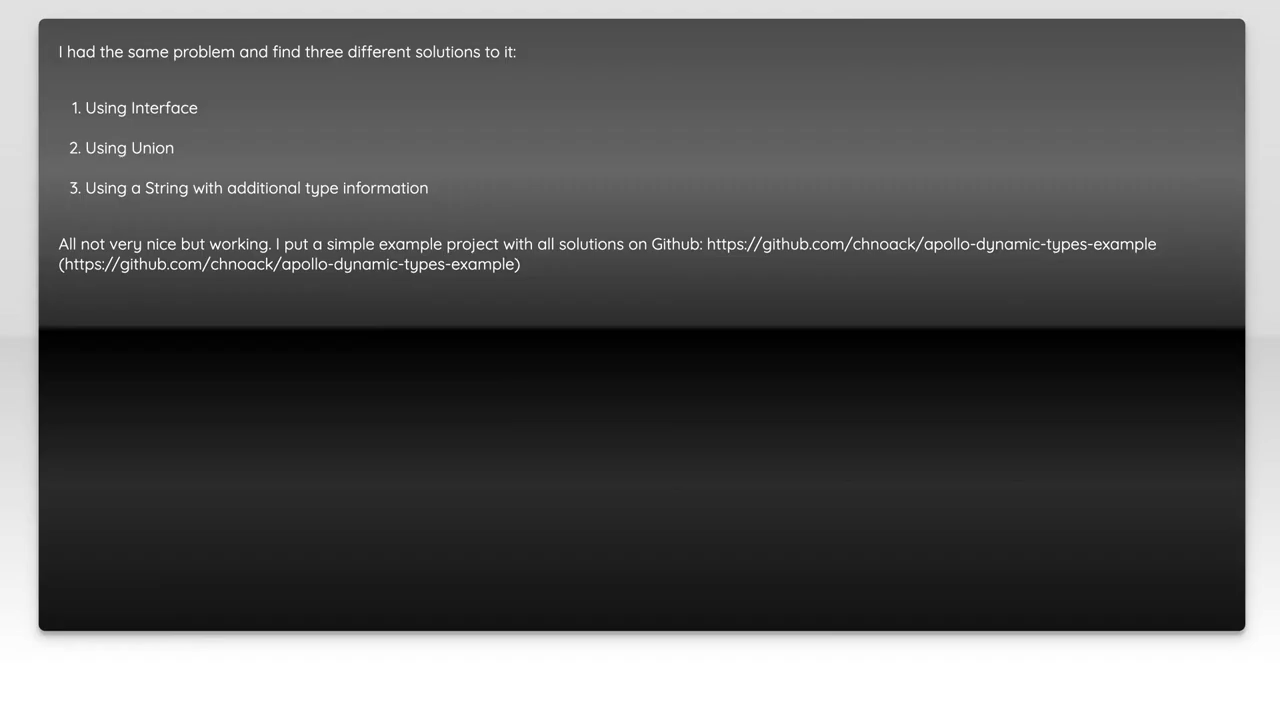 I had the same problem and find three different solutions to it:
1. Using Interface
2. Using Union
3. Using a String with additional type information
All not very nice but working. I put a simple example project with all solutions on Github: https://github.com/chnoack/apollo-dynamic-types-example
(https://github.com/chnoack/apollo-dynamic-types-example)